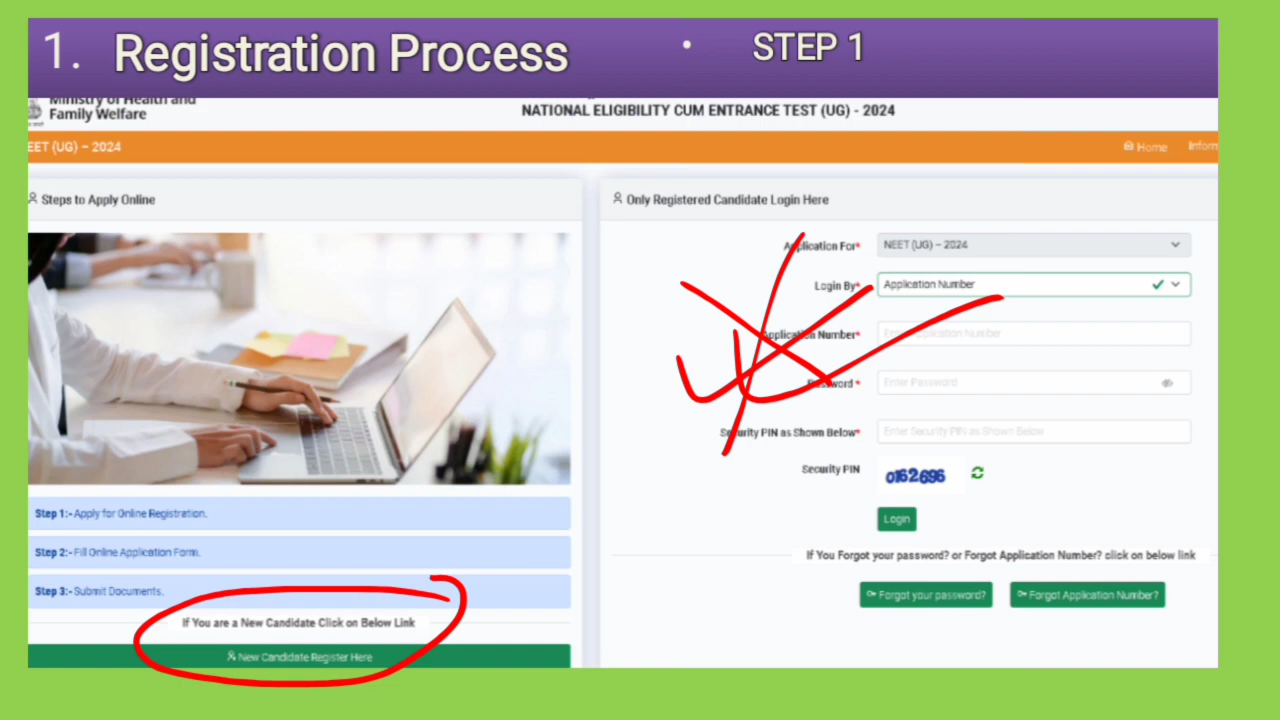 1. Registration Process • STEP 1
Ministry of Health and
Family Welfare
NATIONAL ELIGIBILITY CUM ENTRANCE TEST (UG) - 2024
EET (UG) – 2024
Home
Inform
Steps to Apply Online
Step 1:- Apply for Online Registration.
Step 2:- Fill Online Application Form.
Step 3:- Submit Documents.
If You are a New Candidate Click on Below Link
New Candidate Register Here
Only Registered Candidate Login Here
Application For* NEET (UG) – 2024
Login By* Application Number
Application Number* Enter Application Number
Password * Enter Password
Security PIN as Shown Below* Enter Security PIN as Shown Below
Security PIN 0162696
Login
If You Forgot your password? or Forgot Application Number? click on below link
Forgot your password? Forgot Application Number?